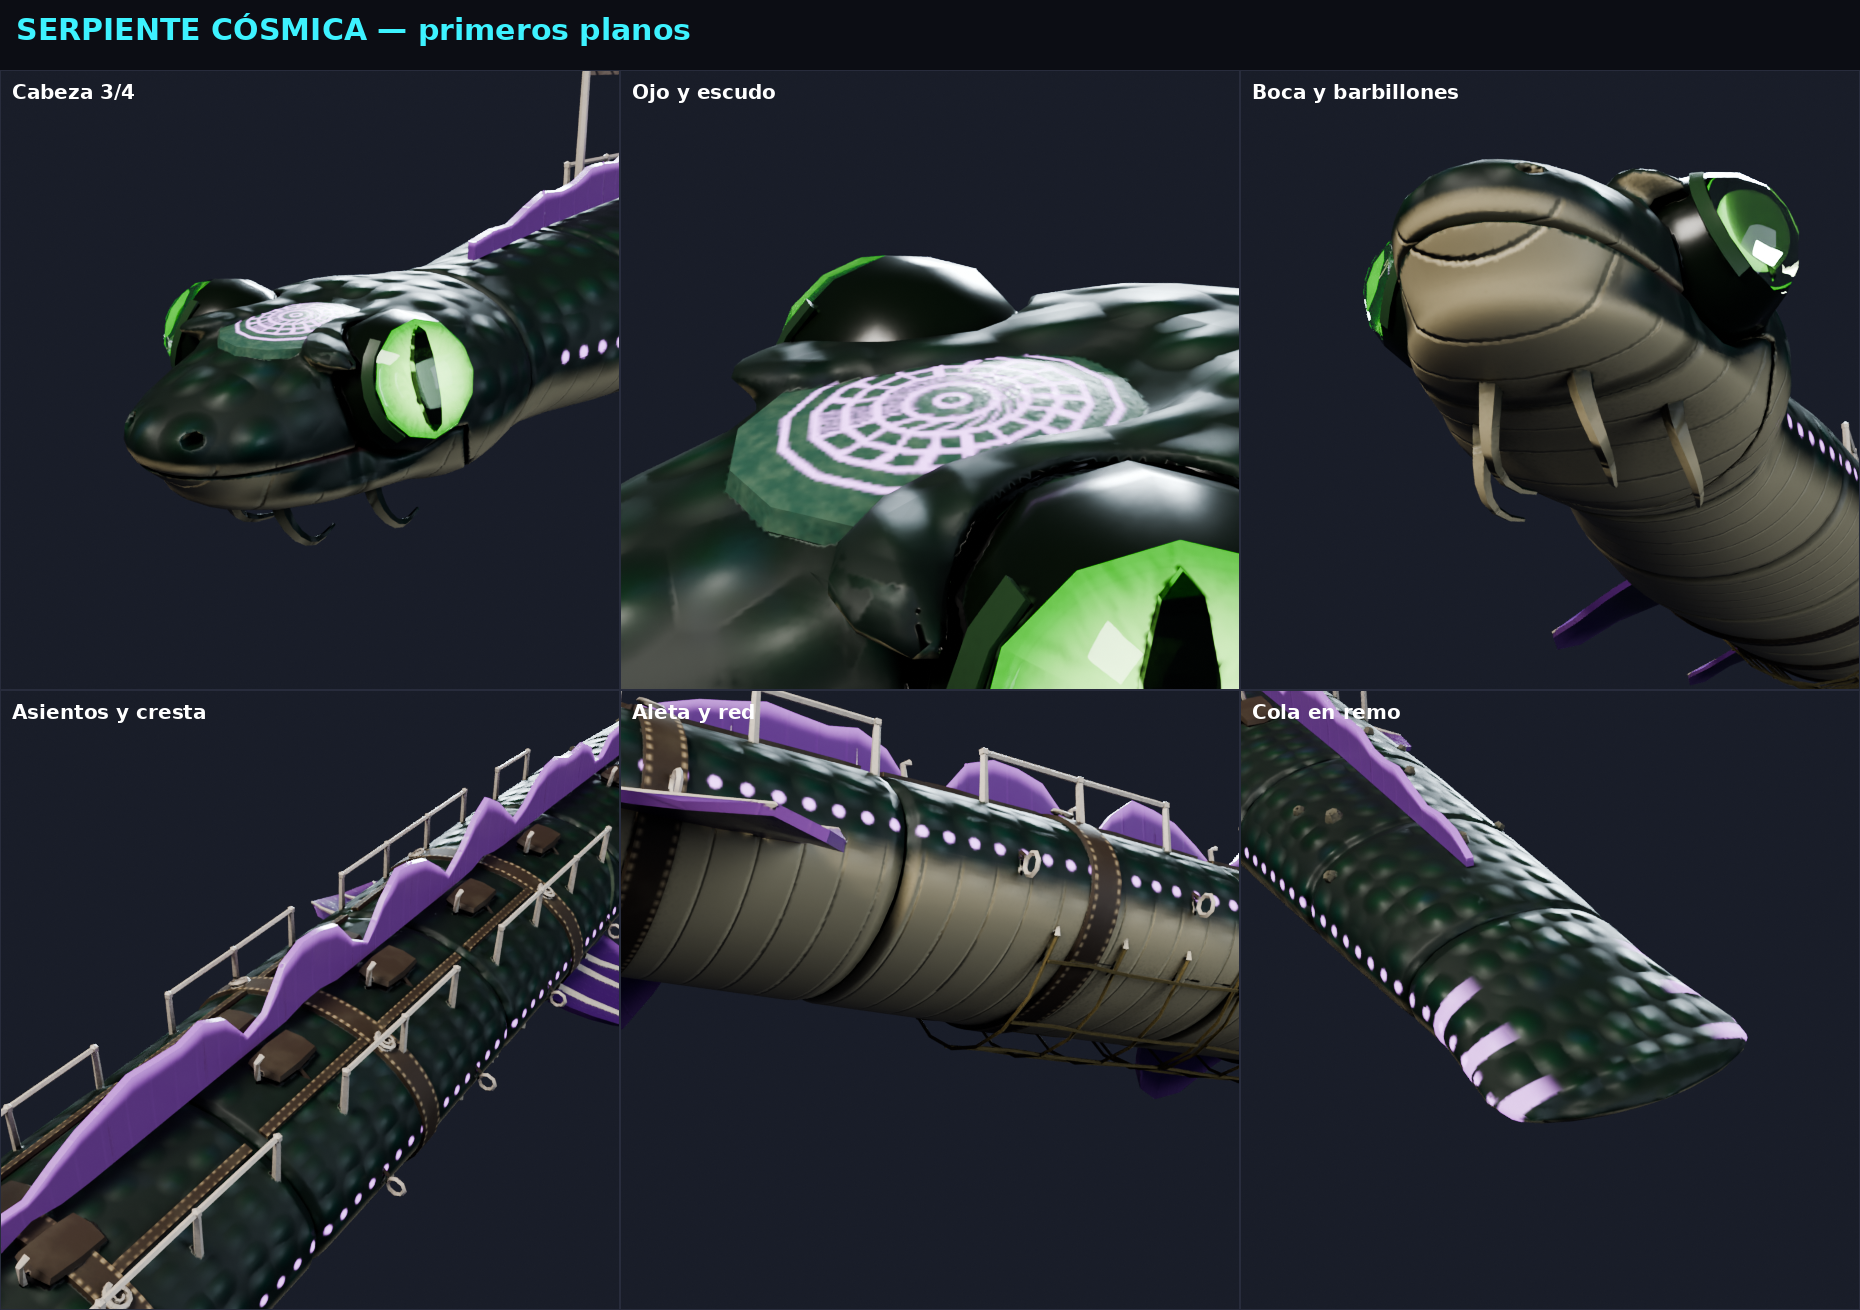 SERPIENTE CÓSMICA — primeros planos
Cabeza 3/4
Ojo y escudo
Boca y barbillones
Asientos y cresta
Aleta y red
Cola en remo